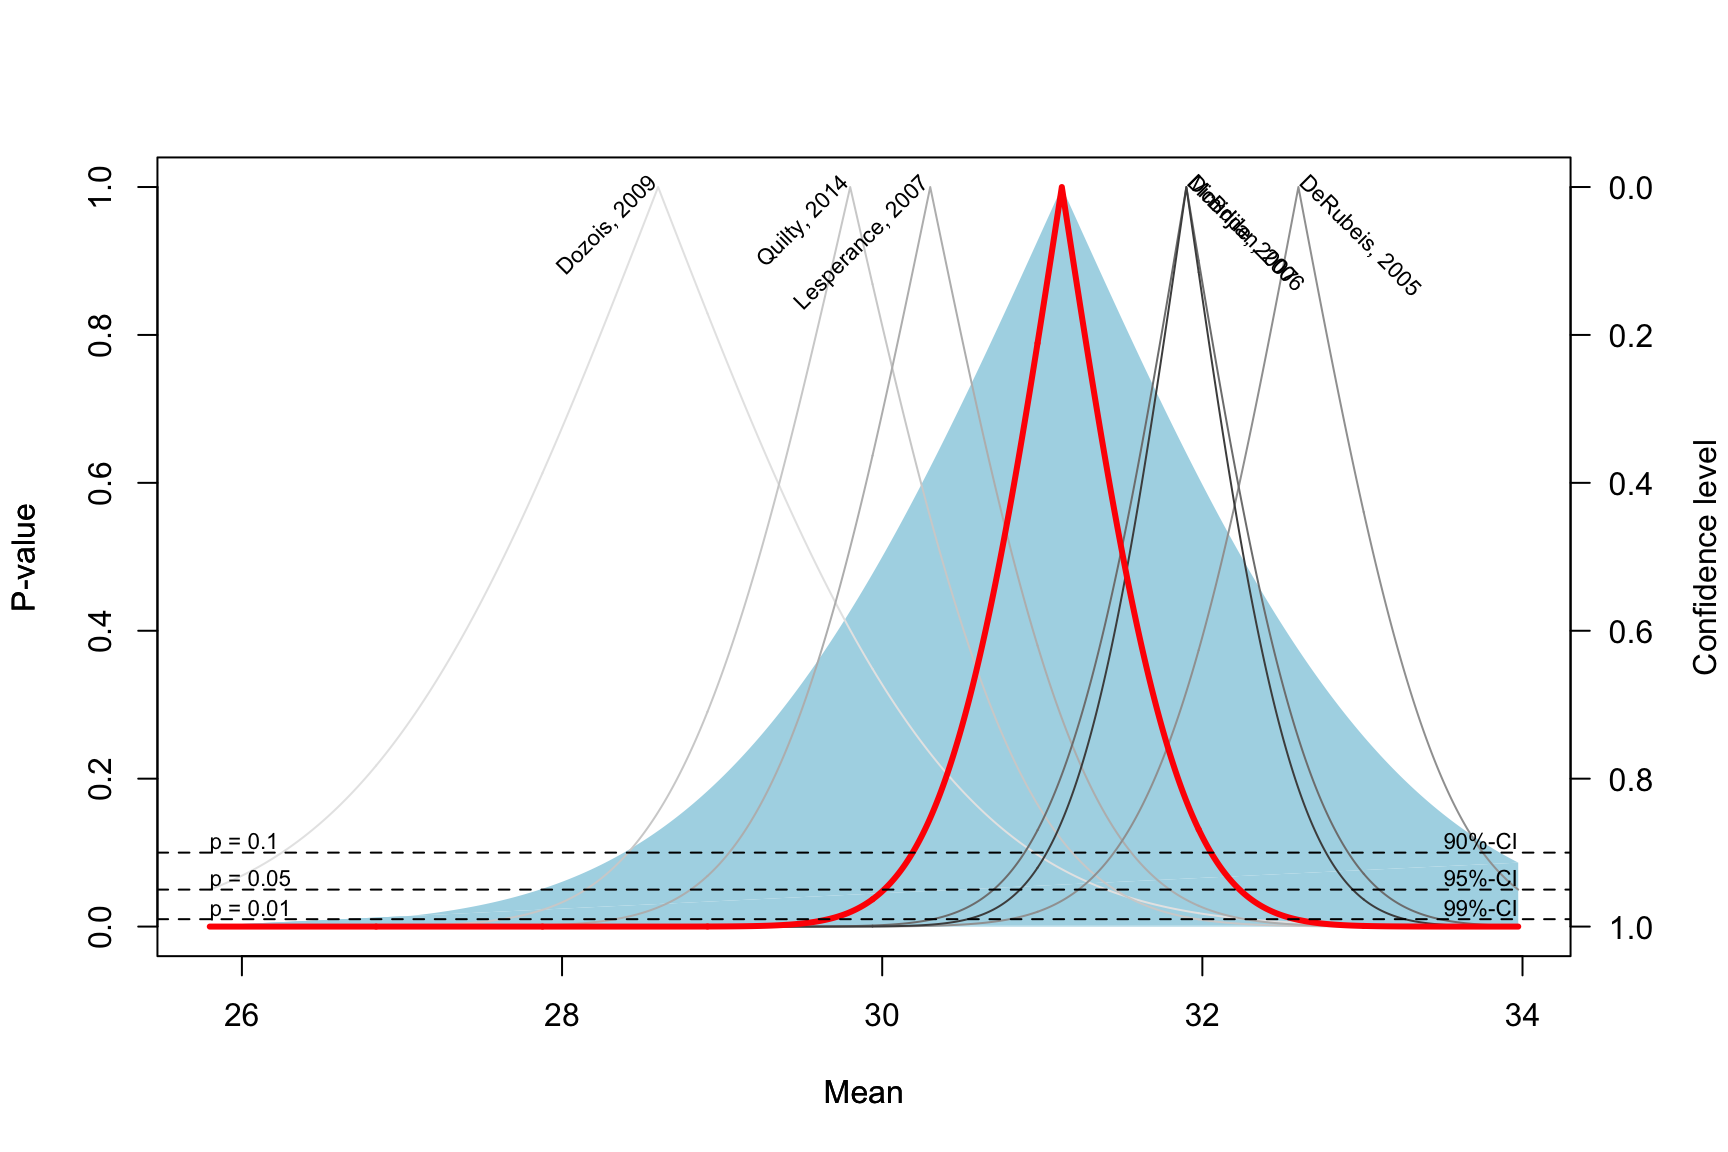 Dozois, 2009
Quilty, 2014
Lesperance, 2007
DeRubeis, 2005
P-value
1.0
0.8
0.6
0.4
0.2
0.0
0.0
0.2
0.4
0.6
0.8
1.0
Confidence level
p = 0.1
p = 0.05
p = 0.01
90%-CI
95%-CI
99%-CI
26
28
30
32
34
Mean